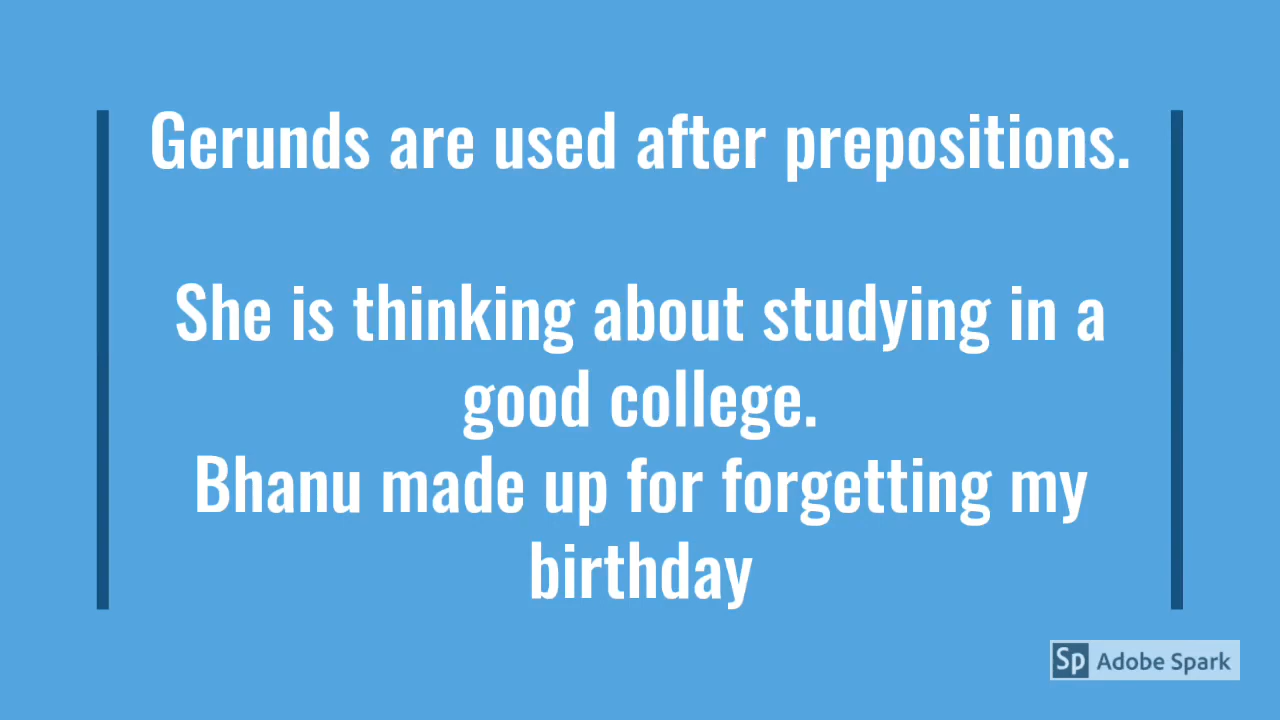 Gerunds are used after prepositions.
She is thinking about studying in a
good college.
Bhanu made up for forgetting my
birthday
Sp Adobe Spark